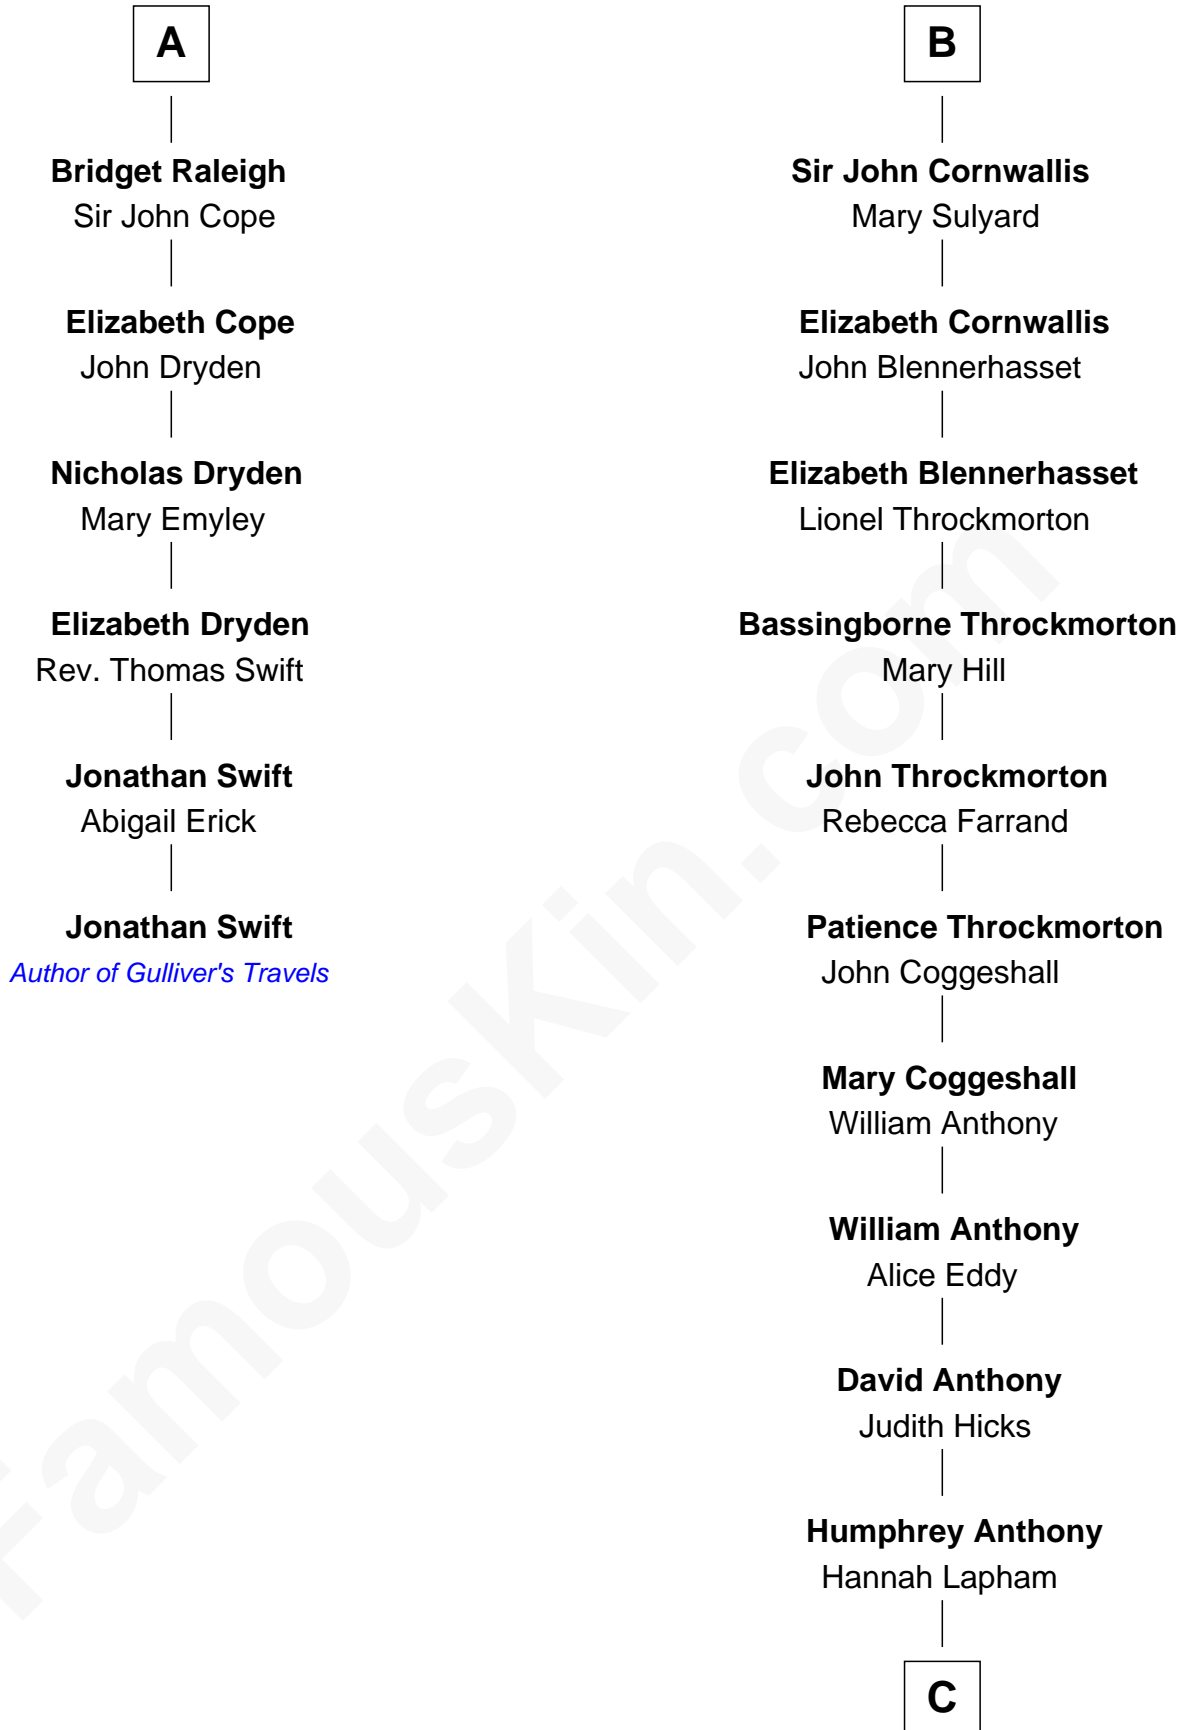 A
Bridget Raleigh
Sir John Cope
Elizabeth Cope
John Dryden
Nicholas Dryden
Mary Emyley
Elizabeth Dryden
Rev. Thomas Swift
Jonathan Swift
Abigail Erick
Jonathan Swift
Author of Gulliver's Travels
B
Sir John Cornwallis
Mary Sulyard
Elizabeth Cornwallis
John Blennerhasset
Elizabeth Blennerhasset
Lionel Throckmorton
Bassingborne Throckmorton
Mary Hill
John Throckmorton
Rebecca Farrand
Patience Throckmorton
John Coggeshall
Mary Coggeshall
William Anthony
William Anthony
Alice Eddy
David Anthony
Judith Hicks
Humphrey Anthony
Hannah Lapham
C
FamousKin.com